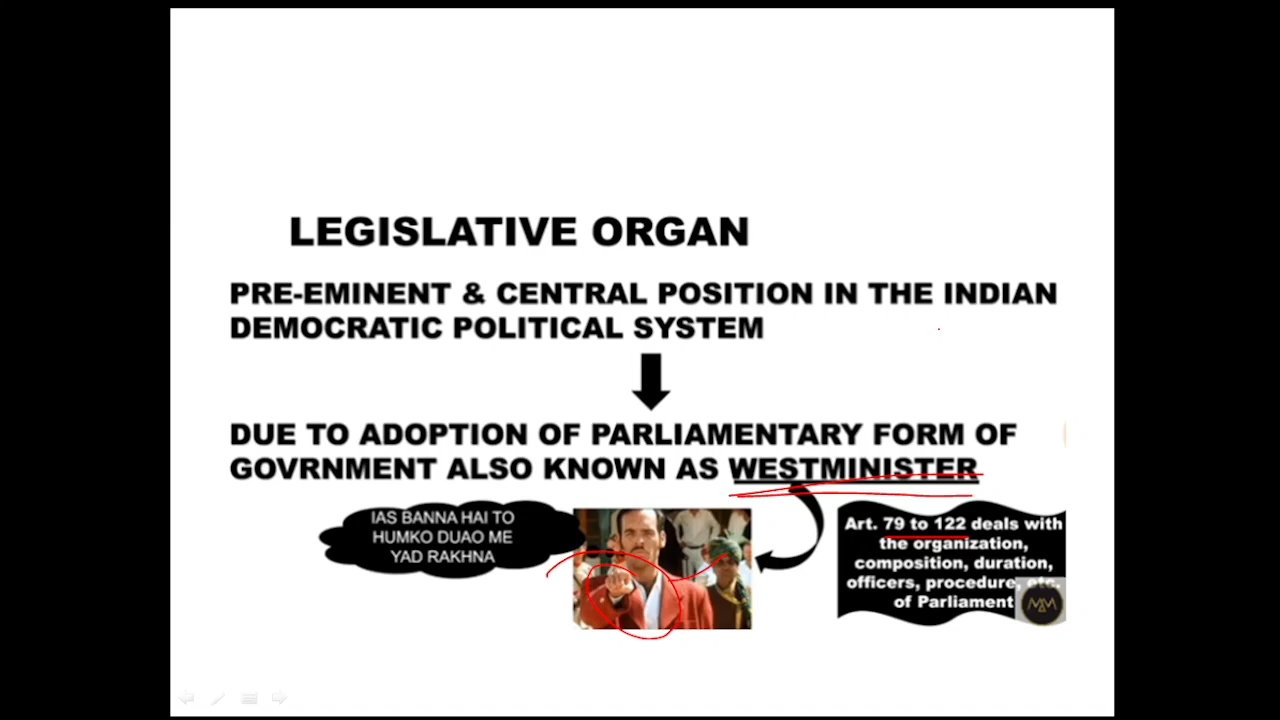 LEGISLATIVE ORGAN
PRE-EMINENT & CENTRAL POSITION IN THE INDIAN
DEMOCRATIC POLITICAL SYSTEM
DUE TO ADOPTION OF PARLIAMENTARY FORM OF
GOVRNMENT ALSO KNOWN AS WESTMINISTER
IAS BANNA HAI TO
HUMKO DUAO ME
YAD RAKHNA
Art. 79 to 122 deals with
the organization,
composition, duration,
officers, procedure, etc.
of Parliament